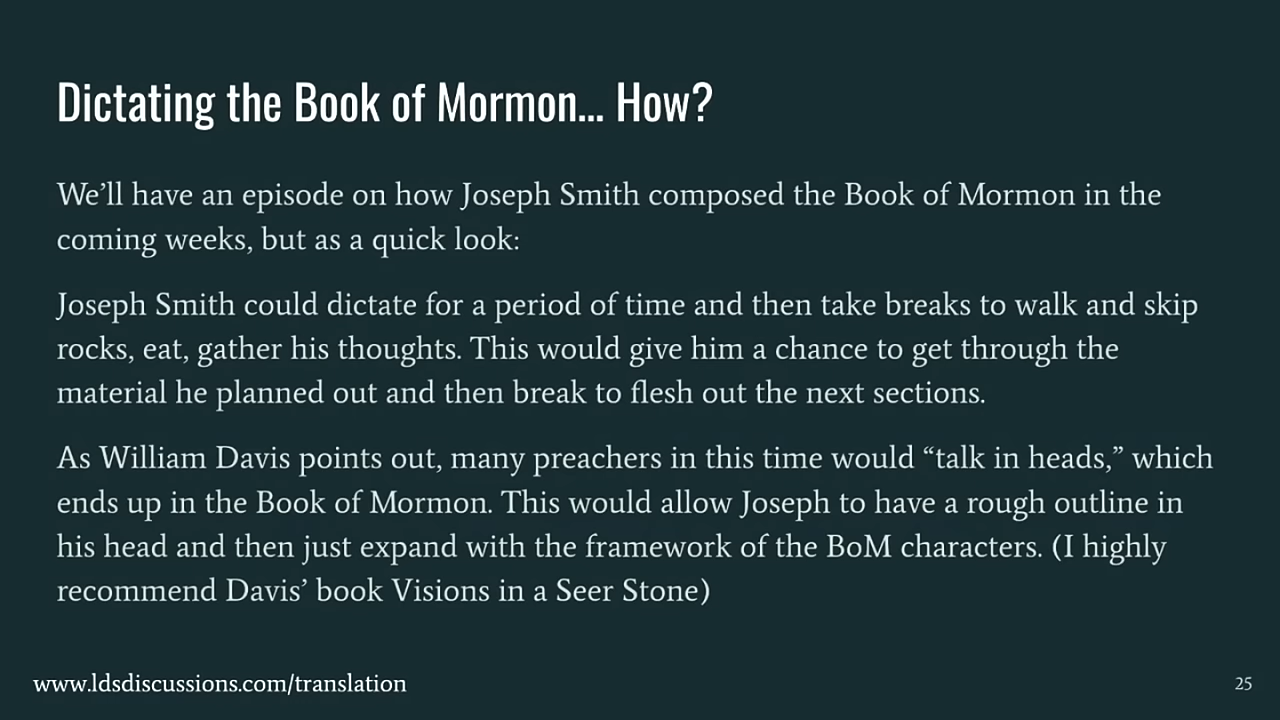 Dictating the Book of Mormon... How?
We’ll have an episode on how Joseph Smith composed the Book of Mormon in the
coming weeks, but as a quick look:
Joseph Smith could dictate for a period of time and then take breaks to walk and skip
rocks, eat, gather his thoughts. This would give him a chance to get through the
material he planned out and then break to flesh out the next sections.
As William Davis points out, many preachers in this time would “talk in heads,” which
ends up in the Book of Mormon. This would allow Joseph to have a rough outline in
his head and then just expand with the framework of the BoM characters. (I highly
recommend Davis’ book Visions in a Seer Stone)
www.ldsdiscussions.com/translation
25